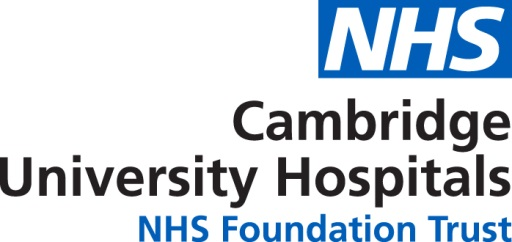 NHS
Cambridge
University Hospitals
NHS Foundation Trust